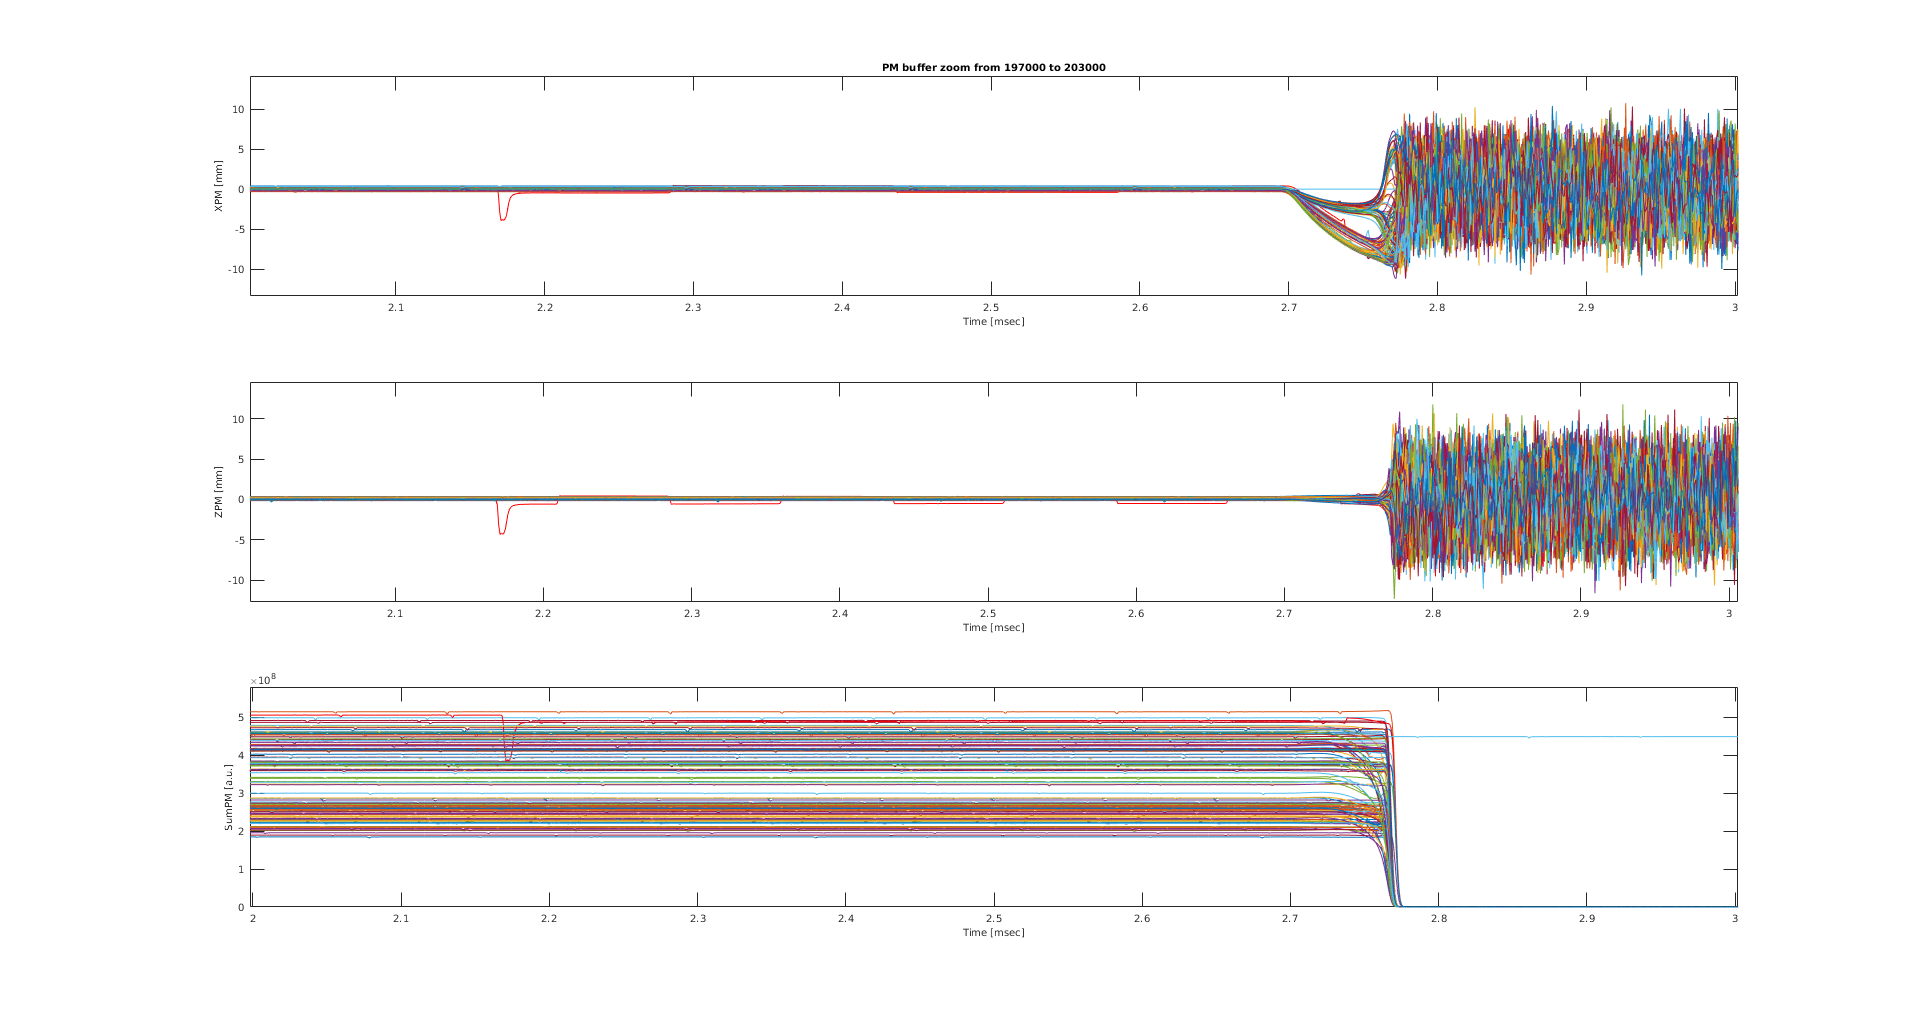 PM buffer zoom from 197000 to 203000
10
5
0
-5
-10
XPM [mm]
2.1 2.2 2.3 2.4 2.5 2.6 2.7 2.8 2.9 3
Time [msec]
10
5
0
-5
-10
ZPM [mm]
2.1 2.2 2.3 2.4 2.5 2.6 2.7 2.8 2.9 3
Time [msec]
×10⁸
5
4
3
2
1
0
SumPM [a.u.]
2 2.1 2.2 2.3 2.4 2.5 2.6 2.7 2.8 2.9 3
Time [msec]